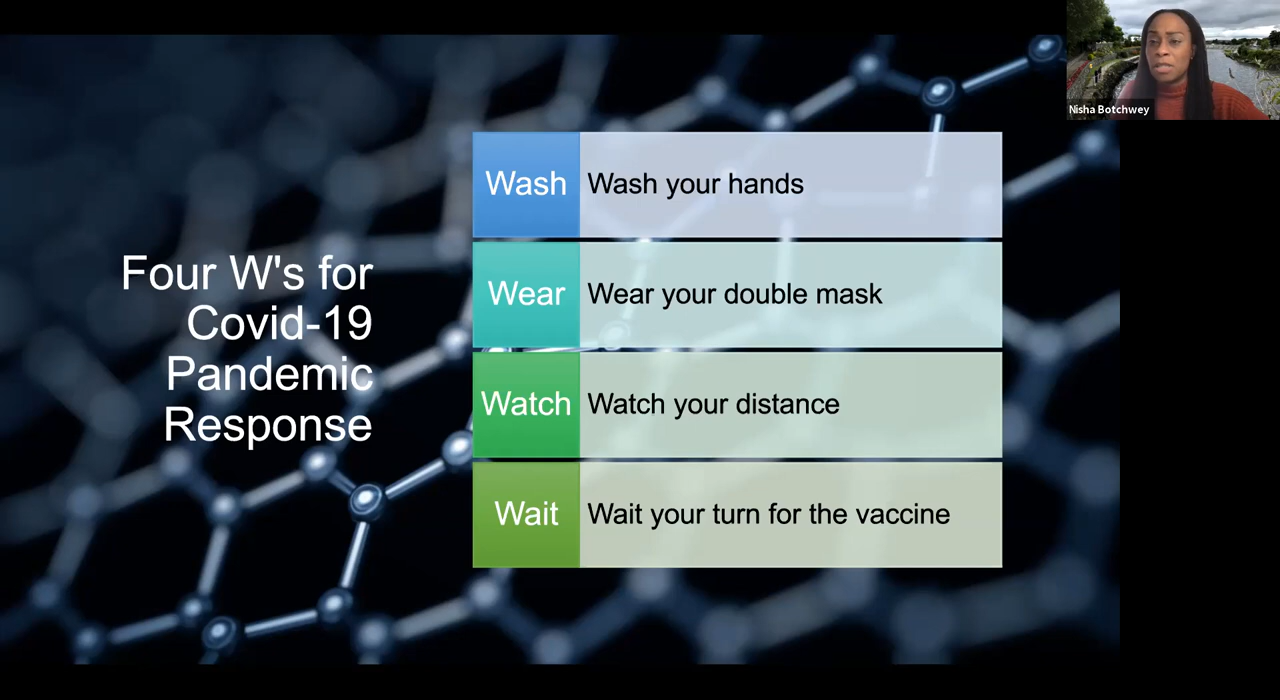 Nisha Botchwey
Four W's for
Covid-19
Pandemic
Response
Wash Wash your hands
Wear Wear your double mask
Watch Watch your distance
Wait Wait your turn for the vaccine